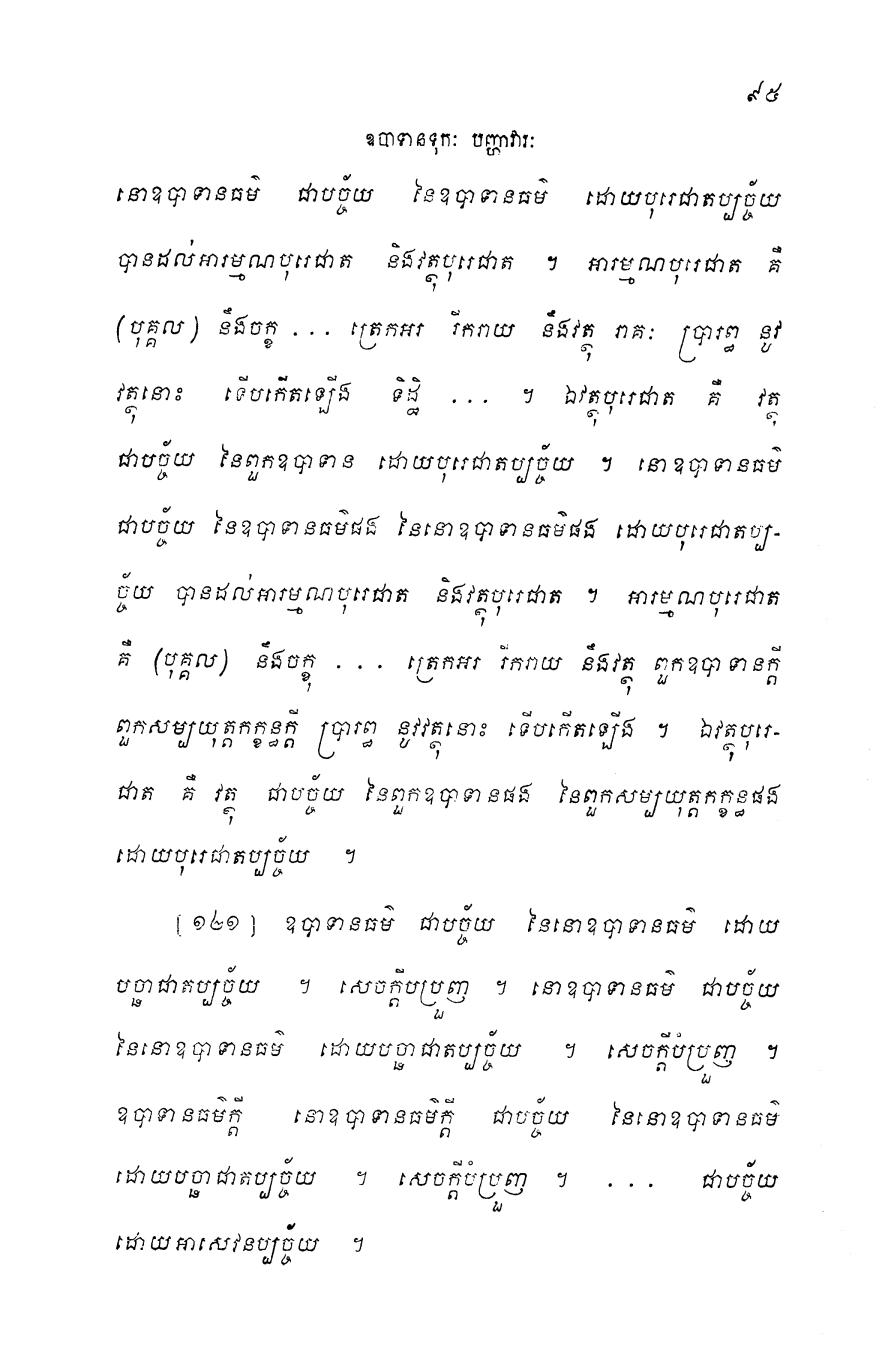 ៩៥
ឧបាទានទុកៈ បញ្ហាវារៈ
នោឧបាទានធម៌ ជាបច្ច័យ នៃឧបាទានធម៌ ដោយបុរេជាតប្បច្ច័យ
បានដល់អារម្មណបុរេជាត និងវត្ថុបុរេជាត ។ អារម្មណបុរេជាត គឺ
(បុគ្គល) នឹងចក្ខុ ... ត្រេកអរ រីករាយ នឹងវត្ថុ រាគៈ ប្រារព្ធ នូវ
វត្ថុនោះ ទើបកើតឡើង ទិដ្ឋិ ... ។ ឯវត្ថុបុរេជាត គឺ វត្ថុ
ជាបច្ច័យ នៃពួកឧបាទាន ដោយបុរេជាតប្បច្ច័យ ។ នោឧបាទានធម៌
ជាបច្ច័យ នៃឧបាទានធម៌ផង នៃនោឧបាទានធម៌ផង ដោយបុរេជាតប្ប-
ច្ច័យ បានដល់អារម្មណបុរេជាត និងវត្ថុបុរេជាត ។ អារម្មណបុរេជាត
គឺ (បុគ្គល) នឹងចក្ខុ ... ត្រេកអរ រីករាយ នឹងវត្ថុ ពួកឧបាទានក្តី
ពួកសម្បយុត្តកក្ខន្ធក្តី ប្រារព្ធ នូវវត្ថុនោះ ទើបកើតឡើង ។ ឯវត្ថុបុរេ-
ជាត គឺ វត្ថុ ជាបច្ច័យ នៃពួកឧបាទានផង នៃពួកសម្បយុត្តកក្ខន្ធផង
ដោយបុរេជាតប្បច្ច័យ ។
[១៤១] ឧបាទានធម៌ ជាបច្ច័យ នៃនោឧបាទានធម៌ ដោយ
បច្ឆាជាតប្បច្ច័យ ។ សេចក្តីបំប្រួញ ។ នោឧបាទានធម៌ ជាបច្ច័យ
នៃនោឧបាទានធម៌ ដោយបច្ឆាជាតប្បច្ច័យ ។ សេចក្តីបំប្រួញ ។
ឧបាទានធម៌ក្តី នោឧបាទានធម៌ក្តី ជាបច្ច័យ នៃនោឧបាទានធម៌
ដោយបច្ឆាជាតប្បច្ច័យ ។ សេចក្តីបំប្រួញ ។ ... ជាបច្ច័យ
ដោយអាសេវនប្បច្ច័យ ។